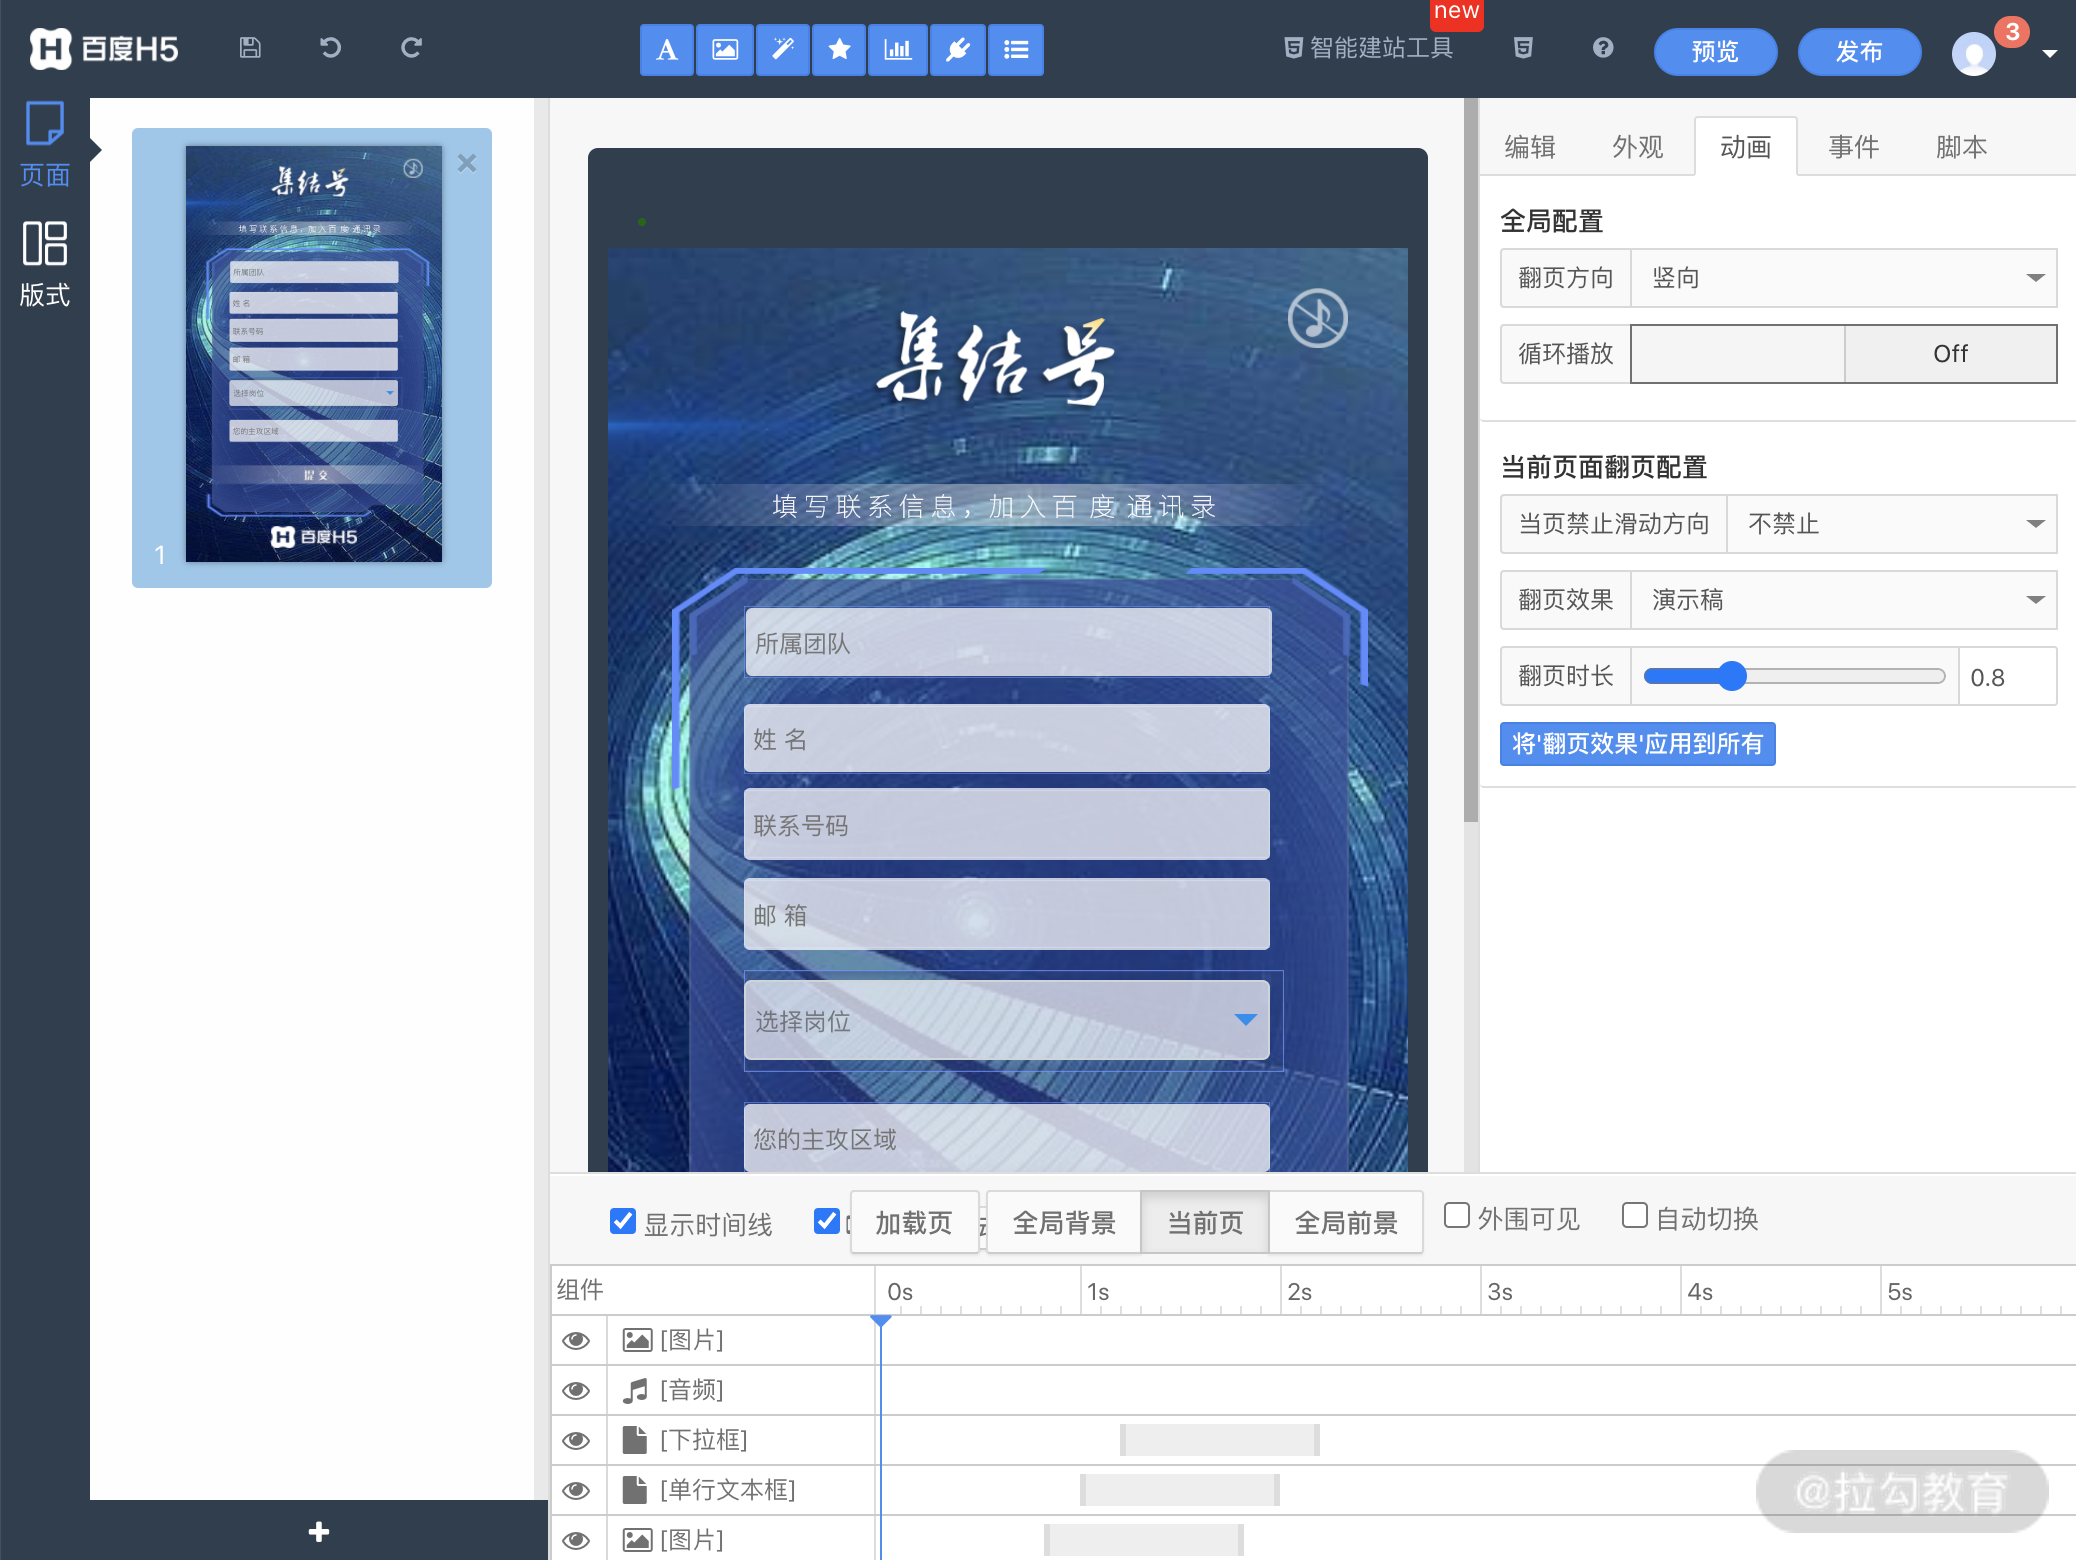 百度H5
智能建站工具
new
预览
发布
3
页面
版式
集结号
填写联系信息，加入百度通讯录
所属团队
姓 名
联系号码
邮 箱
选择岗位
您的主攻区域
提 交
百度H5
1
集结号
填写联系信息，加入百度通讯录
所属团队
姓 名
联系号码
邮 箱
选择岗位
您的主攻区域
编辑
外观
动画
事件
脚本
全局配置
翻页方向 竖向
循环播放 Off
当前页面翻页配置
当页禁止滑动方向 不禁止
翻页效果 演示稿
翻页时长 0.8
将'翻页效果'应用到所有
显示时间线
加载页
全局背景
当前页
全局前景
外围可见
自动切换
组件 0s 1s 2s 3s 4s 5s
[图片]
[音频]
[下拉框]
[单行文本框]
[图片]
@拉勾教育